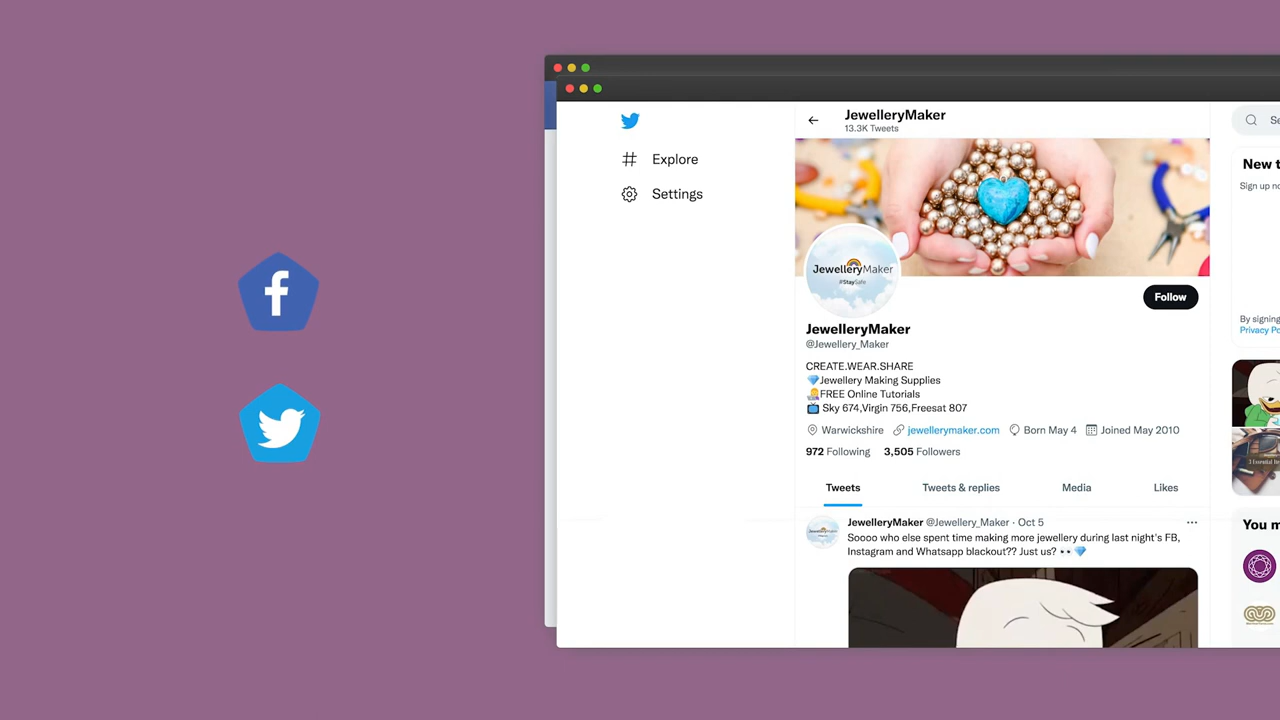 JewelleryMaker
13.3K Tweets
Explore
Settings
Se
New t
Sign up no
JewelleryMaker
#StaySafe
Follow
By signing
Privacy Po
JewelleryMaker
@Jewellery_Maker
CREATE.WEAR.SHARE
💎Jewellery Making Supplies
FREE Online Tutorials
📺 Sky 674,Virgin 756,Freesat 807
Warwickshire jewellerymaker.com Born May 4 Joined May 2010
972 Following 3,505 Followers
Tweets Tweets & replies Media Likes
3 Essential
You m
JewelleryMaker @Jewellery_Maker · Oct 5
Soooo who else spent time making more jewellery during last night's FB,
Instagram and Whatsapp blackout?? Just us? 👀 💎